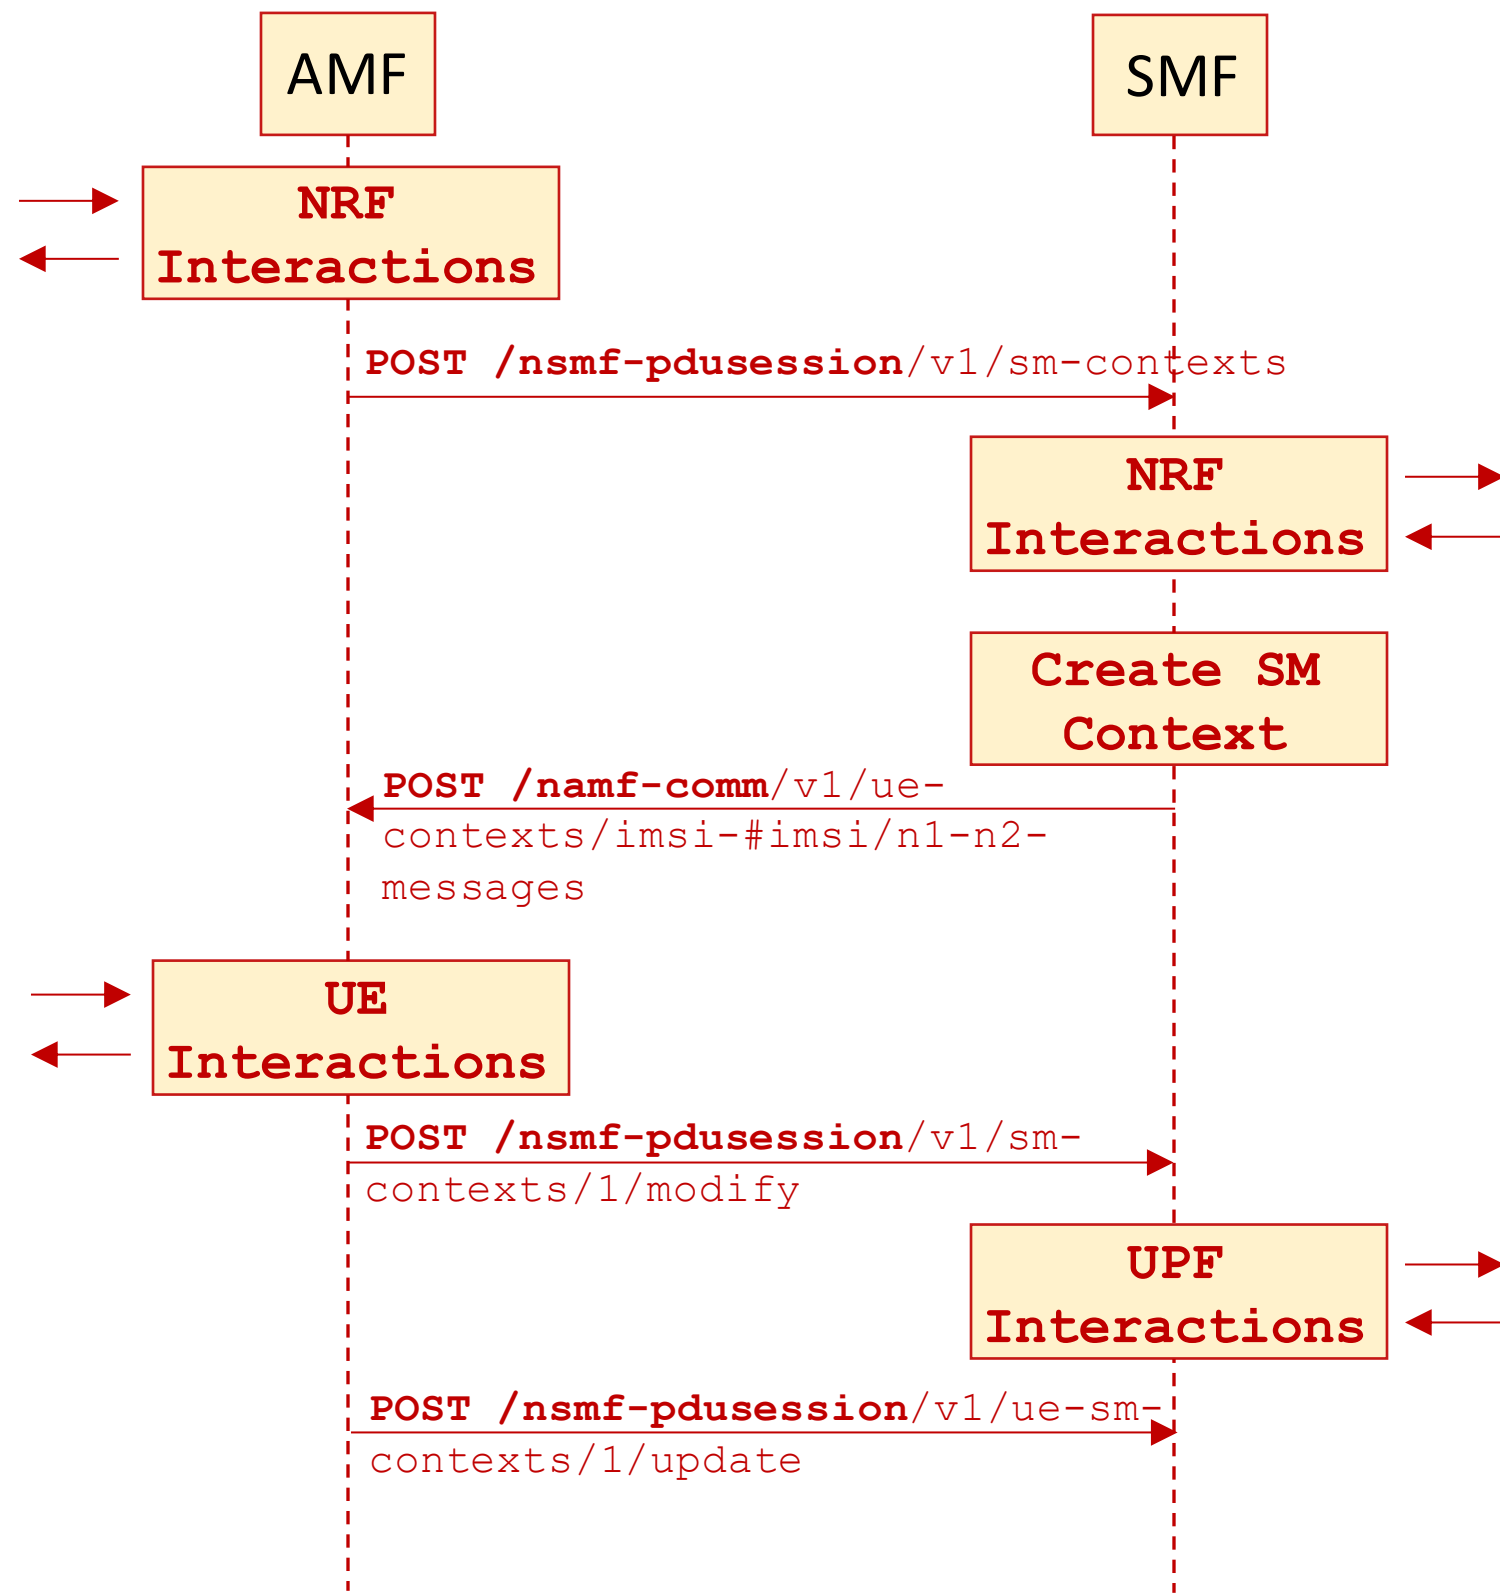 AMF
SMF
NRF
Interactions
POST /nsmf-pdusession/v1/sm-contexts
NRF
Interactions
Create SM
Context
POST /namf-comm/v1/ue-
contexts/imsi-#imsi/n1-n2-
messages
UE
Interactions
POST /nsmf-pdusession/v1/sm-
contexts/1/modify
UPF
Interactions
POST /nsmf-pdusession/v1/ue-sm-
contexts/1/update